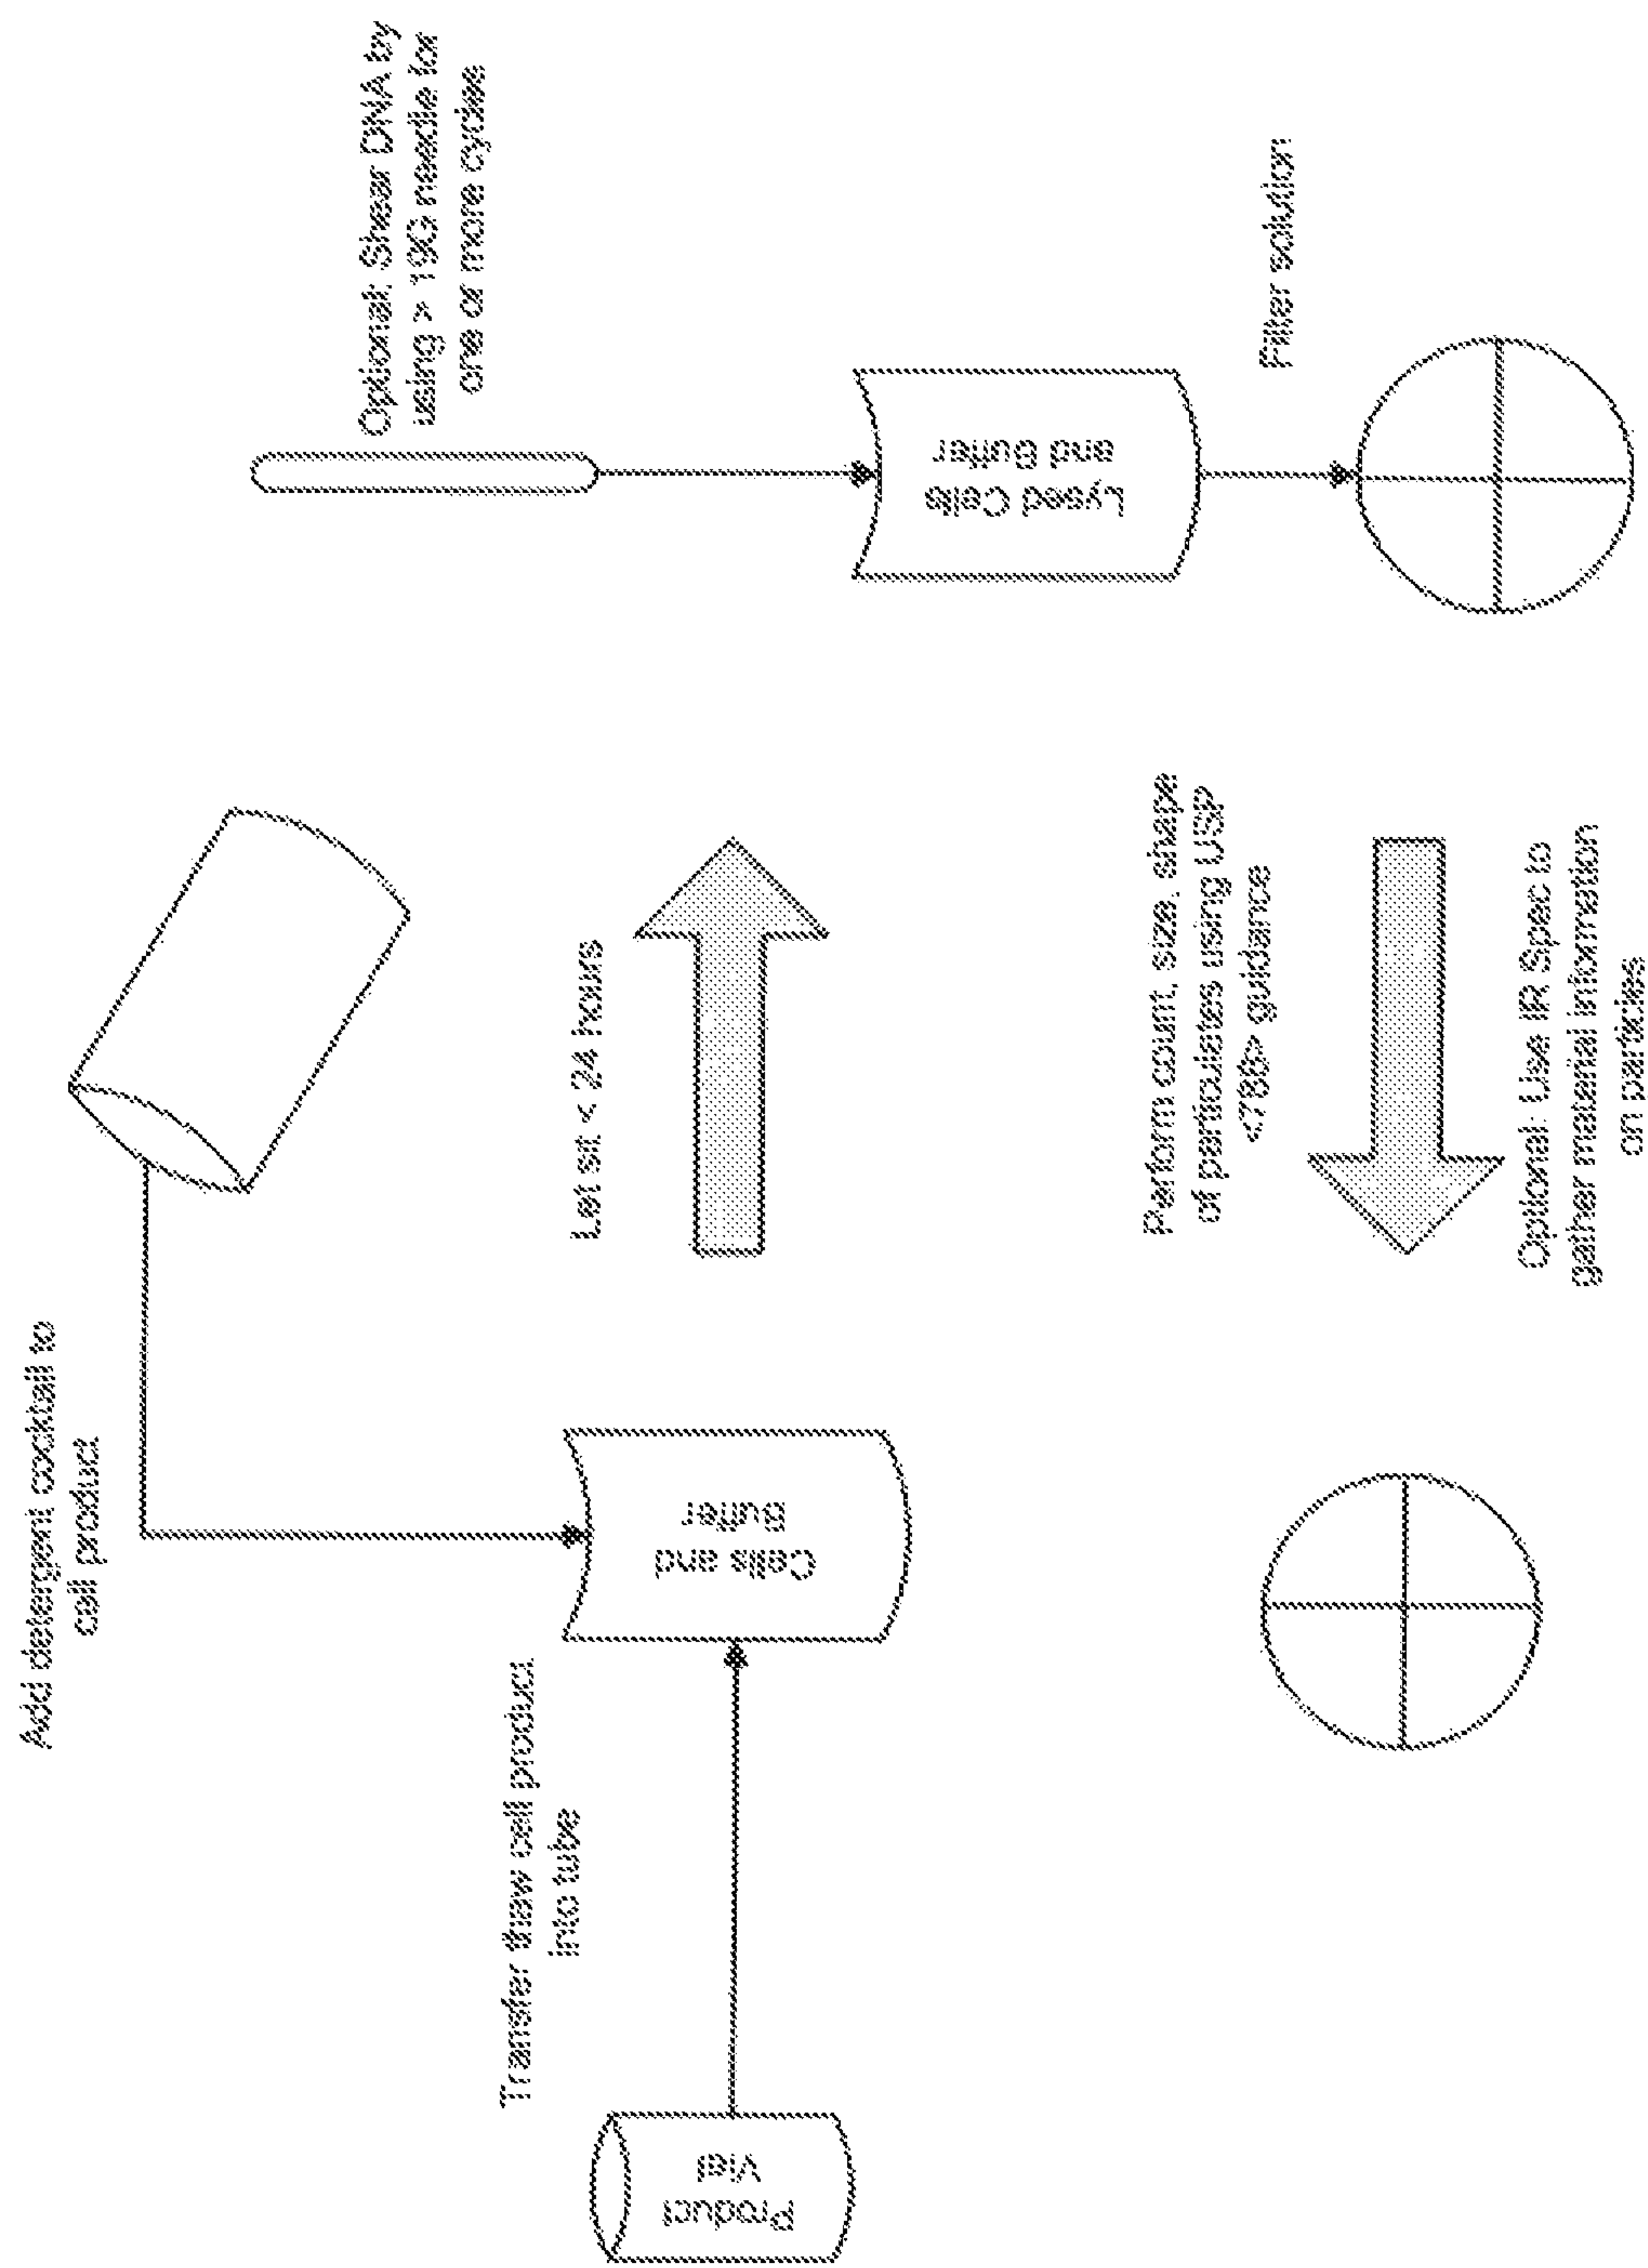 Add detergent cocktail to
cell product
Transfer thaw cell product
into tube
Product
Vial
Cells and
Buffer
Let sit < 24 hours
Optional: Shear DNA by
using > 19G needle for
one or more cycles
Lysed Cells
and Buffer
Filter solution
Perform count, size, shape
of particulates using USP
<788> guidance
Optional: Use IR Spec to
gather material information
on particles